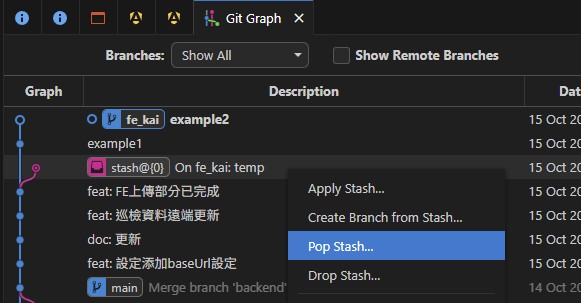 Git Graph
Branches: Show All Show Remote Branches
Graph Description Dat
fe_kai example2 15 Oct 20
example1 15 Oct 20
stash@{0} On fe_kai: temp 15 Oct 20
feat: FE上傳部分已完成 15 Oct 20
feat: 巡檢資料遠端更新 15 Oct 20
doc: 更新 15 Oct 20
feat: 設定添加baseUrl設定 15 Oct 20
main Merge branch 'backend' 14 Oct 20
Apply Stash...
Create Branch from Stash...
Pop Stash...
Drop Stash...